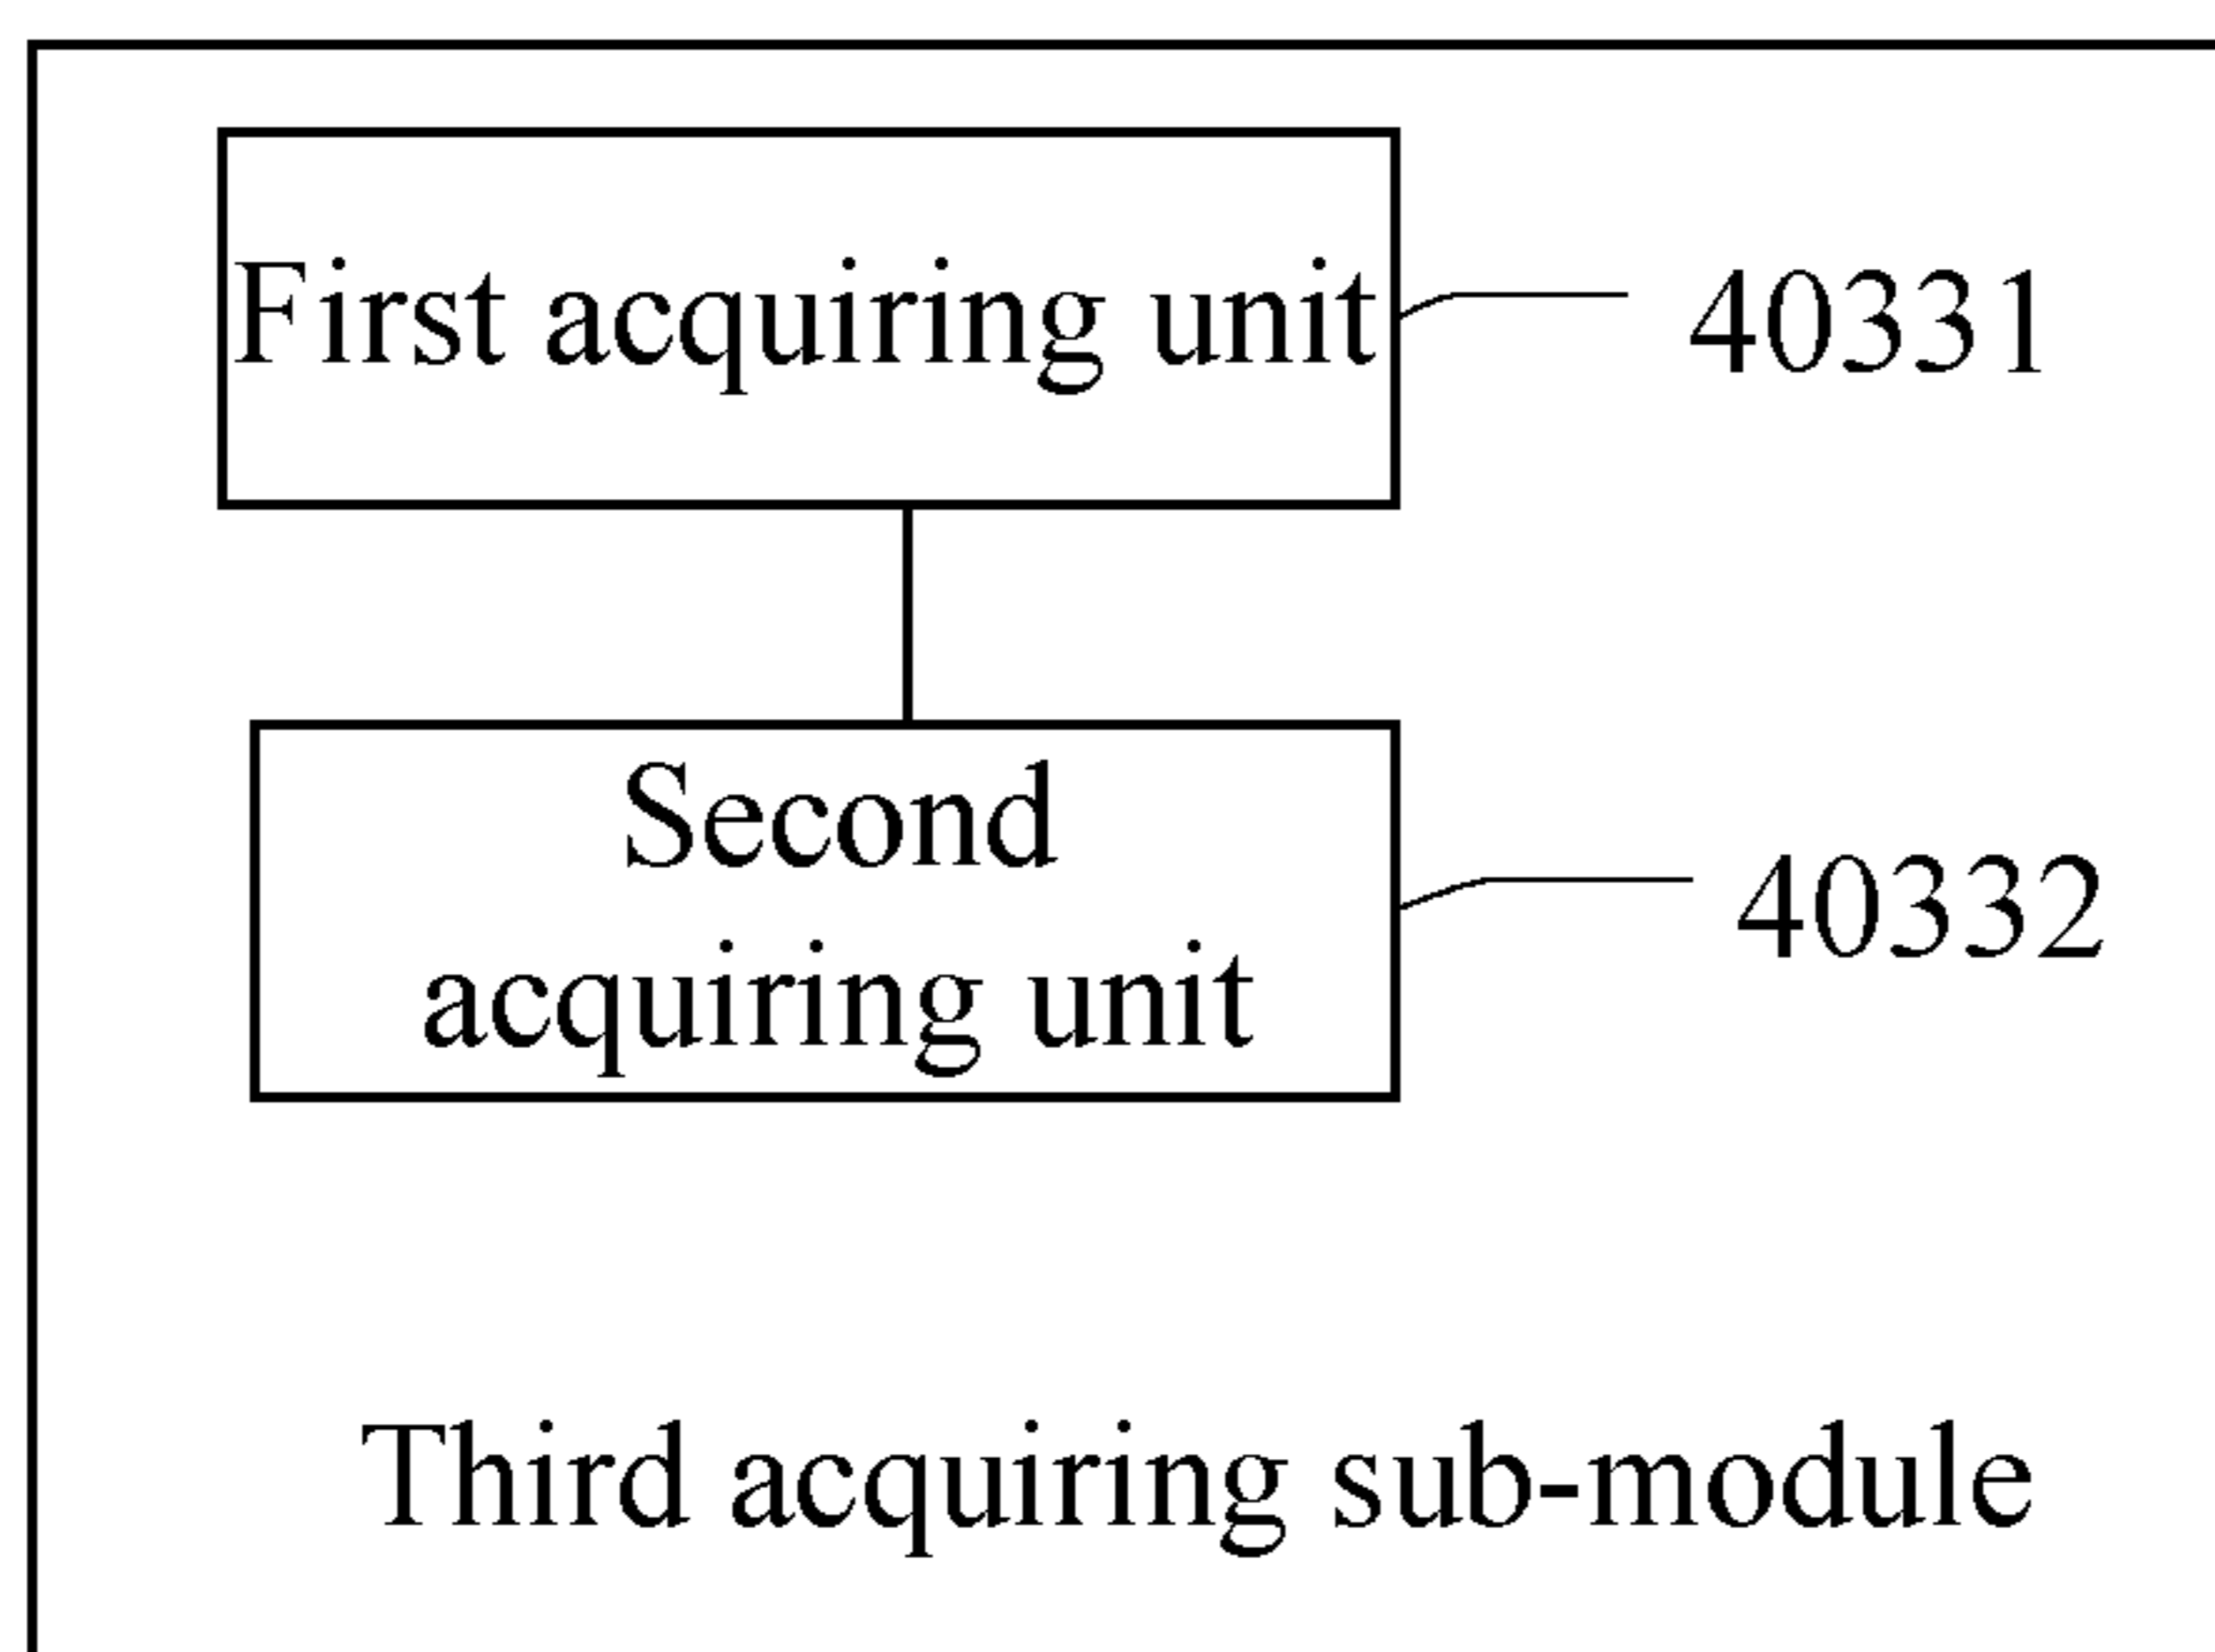 First acquiring unit
40331
Second
acquiring unit
40332
Third acquiring sub-module